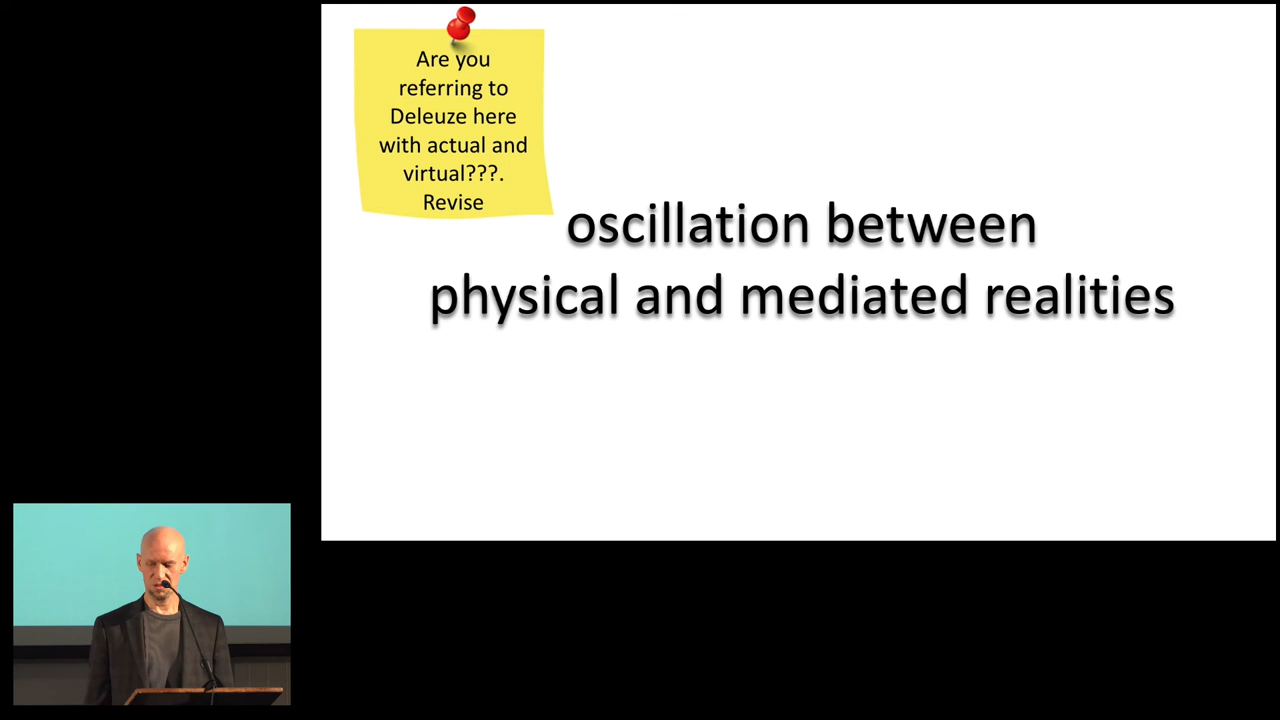 Are you
referring to
Deleuze here
with actual and
virtual???.
Revise
oscillation between
physical and mediated realities